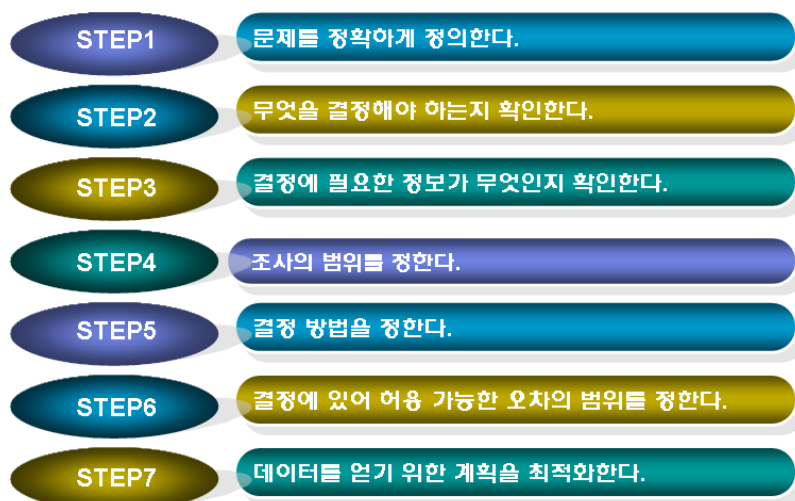 STEP1 문제를 정확하게 정의한다.
STEP2 무엇을 결정해야 하는지 확인한다.
STEP3 결정에 필요한 정보가 무엇인지 확인한다.
STEP4 조사의 범위를 정한다.
STEP5 결정 방법을 정한다.
STEP6 결정에 있어 허용 가능한 오차의 범위를 정한다.
STEP7 데이터를 얻기 위한 계획을 최적화한다.